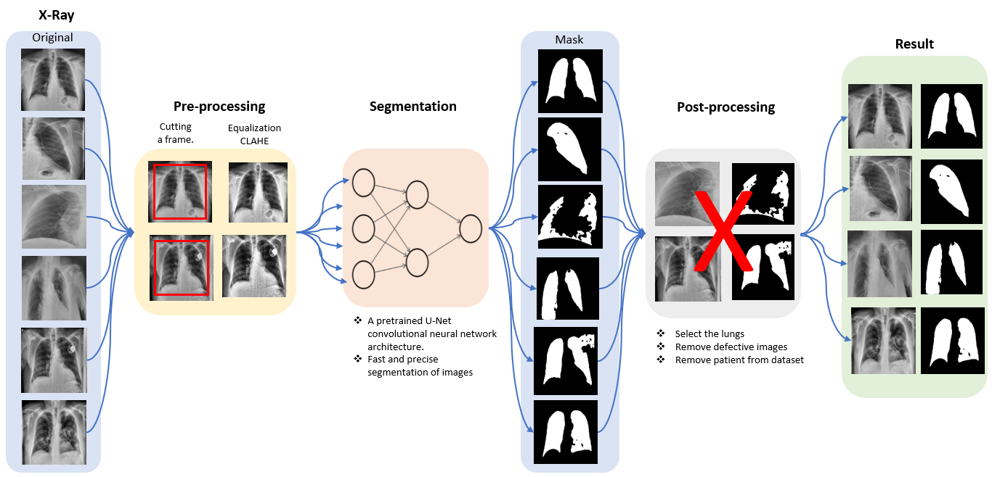 X-Ray
Original
Pre-processing
Cutting
a frame.
Equalization
CLAHE
Segmentation
❖ A pretrained U-Net
convolutional neural network
architecture.
❖ Fast and precise
segmentation of images
Mask
Post-processing
❖ Select the lungs
❖ Remove defective images
❖ Remove patient from dataset
Result